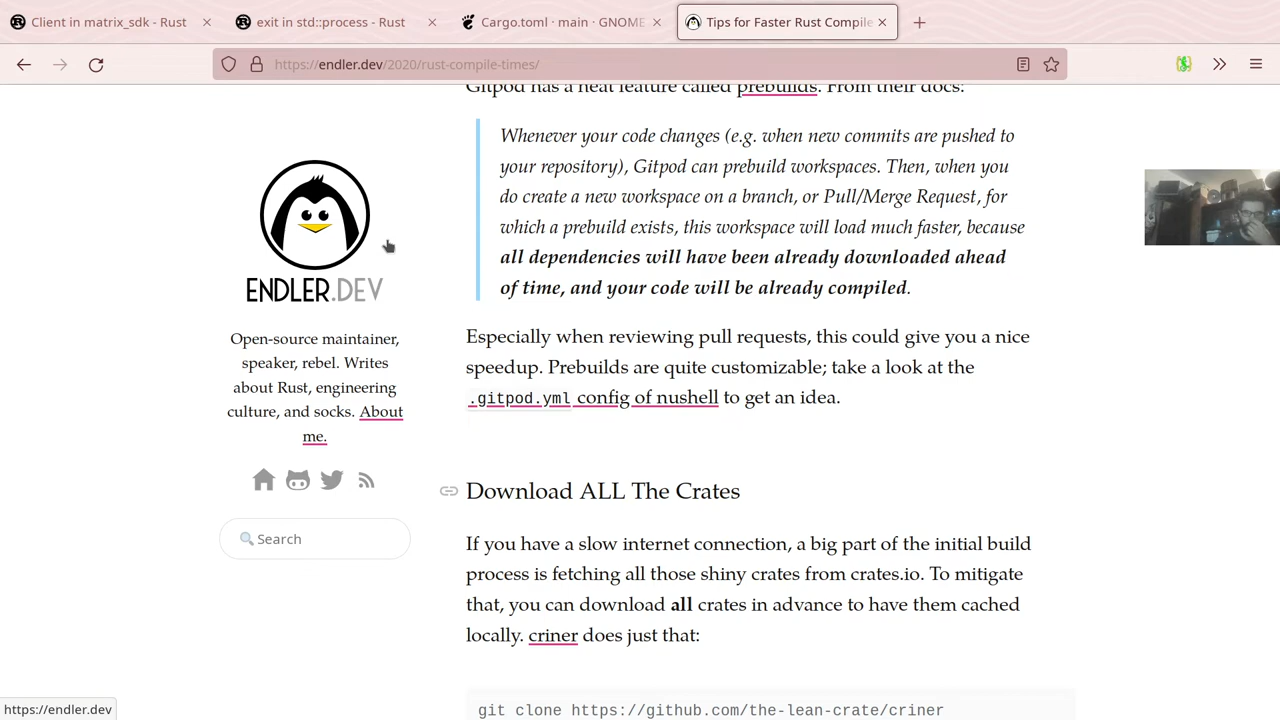 Client in matrix_sdk - Rust
exit in std::process - Rust
Cargo.toml · main · GNOME
Tips for Faster Rust Compile
https://endler.dev/2020/rust-compile-times/
Gitpod has a neat feature called prebuilds. From their docs:
Whenever your code changes (e.g. when new commits are pushed to
your repository), Gitpod can prebuild workspaces. Then, when you
do create a new workspace on a branch, or Pull/Merge Request, for
which a prebuild exists, this workspace will load much faster, because
all dependencies will have been already downloaded ahead
of time, and your code will be already compiled.
ENDLER.DEV
Open-source maintainer,
speaker, rebel. Writes
about Rust, engineering
culture, and socks. About
me.
Search
Especially when reviewing pull requests, this could give you a nice
speedup. Prebuilds are quite customizable; take a look at the
.gitpod.yml config of nushell to get an idea.
Download ALL The Crates
If you have a slow internet connection, a big part of the initial build
process is fetching all those shiny crates from crates.io. To mitigate
that, you can download all crates in advance to have them cached
locally. criner does just that:
git clone https://github.com/the-lean-crate/criner
https://endler.dev